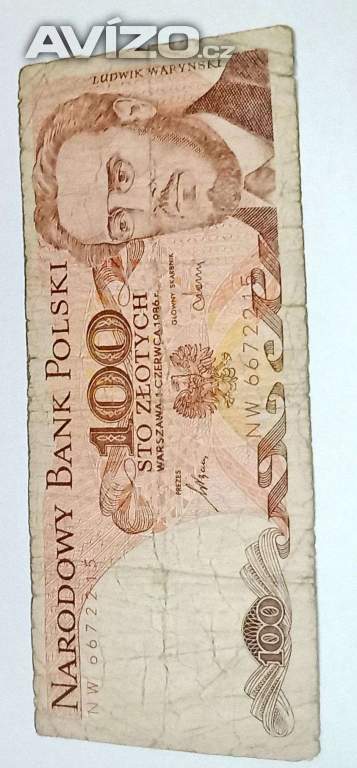 AVÍZO.cz
LUDWIK WARYŃSKI
NARODOWY BANK POLSKI
100
STO ZŁOTYCH
WARSZAWA 1 CZERWCA 1986 r.
PREZES
GŁÓWNY SKARBNIK
NW 6672215
NW 6672215
100